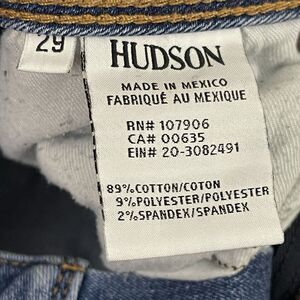 29
HUDSON
MADE IN MEXICO
FABRIQUÉ AU MEXIQUE
RN# 107906
CA# 00635
EIN# 20-3082491
89%COTTON/COTON
9%POLYESTER/POLYESTER
2%SPANDEX/SPANDEX